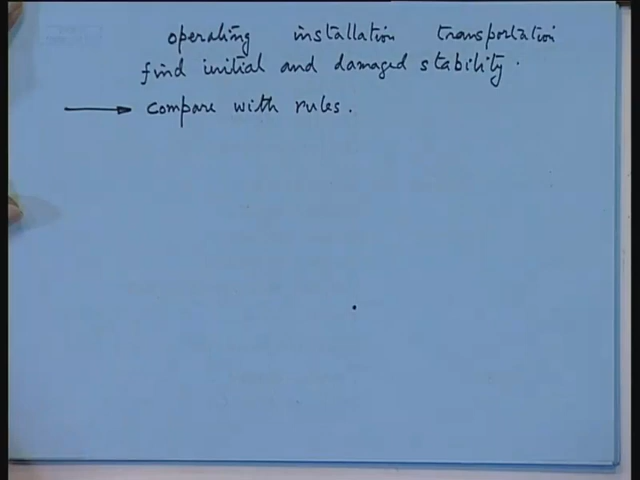 operating installation transportation
find initial and damaged stability.
compare with rules.